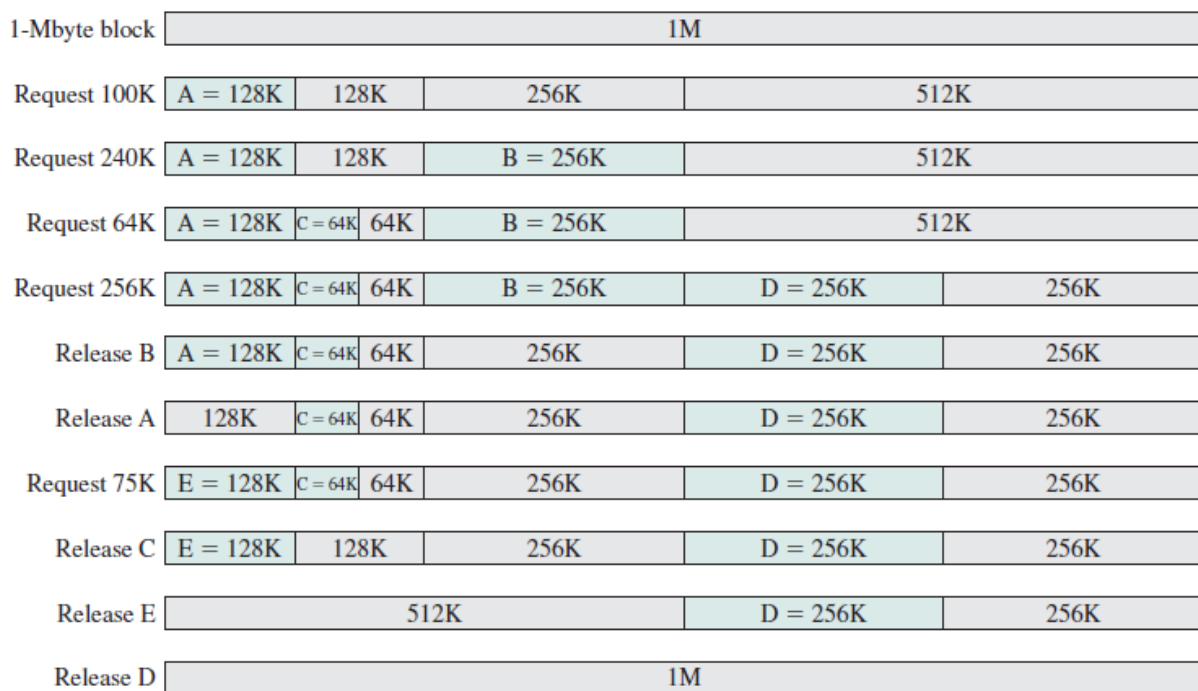 1-Mbyte block 1M
Request 100K A = 128K 128K 256K 512K
Request 240K A = 128K 128K B = 256K 512K
Request 64K A = 128K C = 64K 64K B = 256K 512K
Request 256K A = 128K C = 64K 64K B = 256K D = 256K 256K
Release B A = 128K C = 64K 64K 256K D = 256K 256K
Release A 128K C = 64K 64K 256K D = 256K 256K
Request 75K E = 128K C = 64K 64K 256K D = 256K 256K
Release C E = 128K 128K 256K D = 256K 256K
Release E 512K D = 256K 256K
Release D 1M